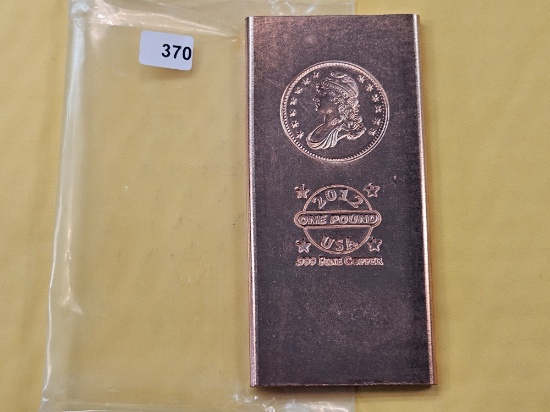 370
2012
ONE POUND
USA
.999 FINE COPPER